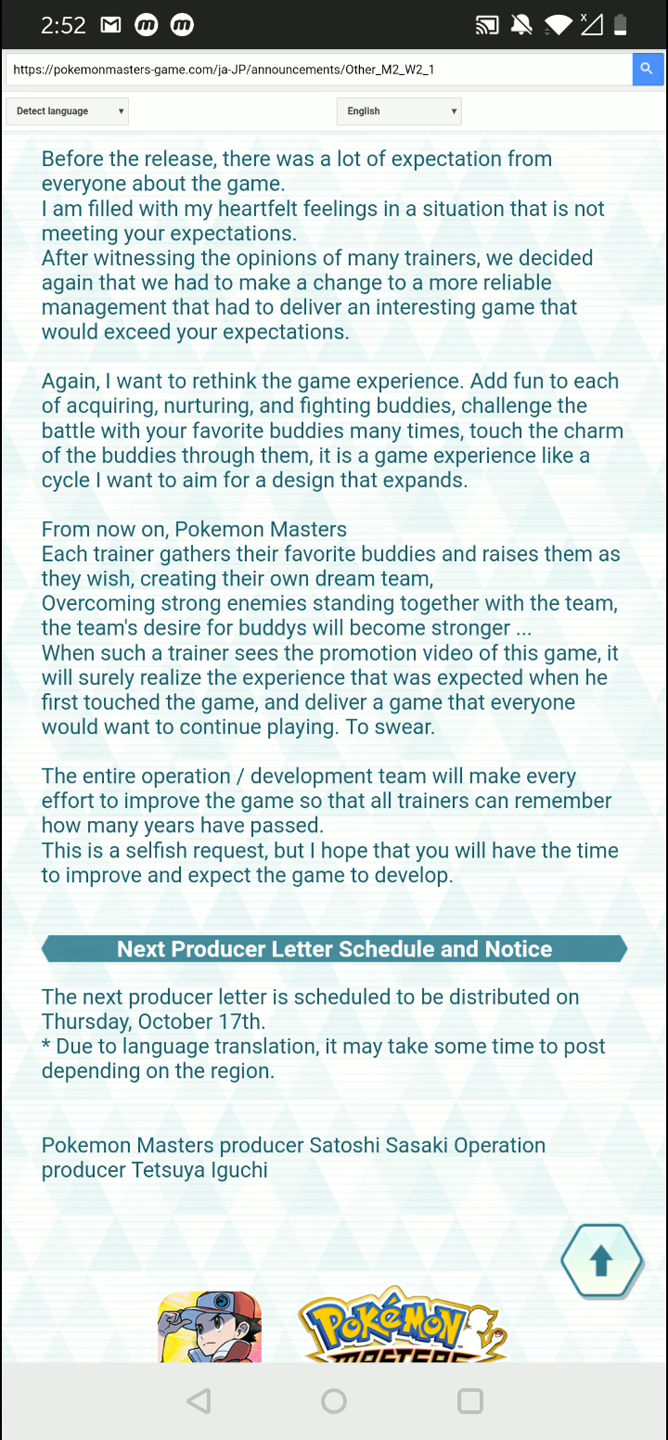 2:52
https://pokemonmasters-game.com/ja-JP/announcements/Other_M2_W2_1
Detect language
English
Before the release, there was a lot of expectation from
everyone about the game.
I am filled with my heartfelt feelings in a situation that is not
meeting your expectations.
After witnessing the opinions of many trainers, we decided
again that we had to make a change to a more reliable
management that had to deliver an interesting game that
would exceed your expectations.
Again, I want to rethink the game experience. Add fun to each
of acquiring, nurturing, and fighting buddies, challenge the
battle with your favorite buddies many times, touch the charm
of the buddies through them, it is a game experience like a
cycle I want to aim for a design that expands.
From now on, Pokemon Masters
Each trainer gathers their favorite buddies and raises them as
they wish, creating their own dream team,
Overcoming strong enemies standing together with the team,
the team's desire for buddys will become stronger ...
When such a trainer sees the promotion video of this game, it
will surely realize the experience that was expected when he
first touched the game, and deliver a game that everyone
would want to continue playing. To swear.
The entire operation / development team will make every
effort to improve the game so that all trainers can remember
how many years have passed.
This is a selfish request, but I hope that you will have the time
to improve and expect the game to develop.
Next Producer Letter Schedule and Notice
The next producer letter is scheduled to be distributed on
Thursday, October 17th.
* Due to language translation, it may take some time to post
depending on the region.
Pokemon Masters producer Satoshi Sasaki Operation
producer Tetsuya Iguchi
POKéMON
MASTERS